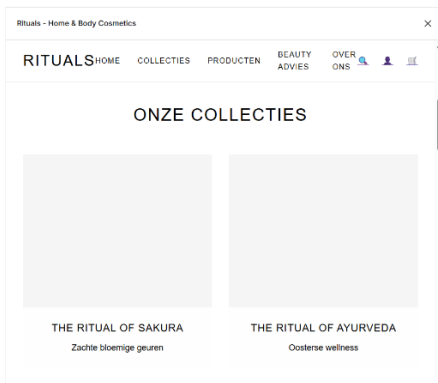 Rituals - Home & Body Cosmetics
RITUALS HOME COLLECTIES PRODUCTEN BEAUTY ADVIES OVER ONS
ONZE COLLECTIES
THE RITUAL OF SAKURA
Zachte bloemige geuren
THE RITUAL OF AYURVEDA
Oosterse wellness